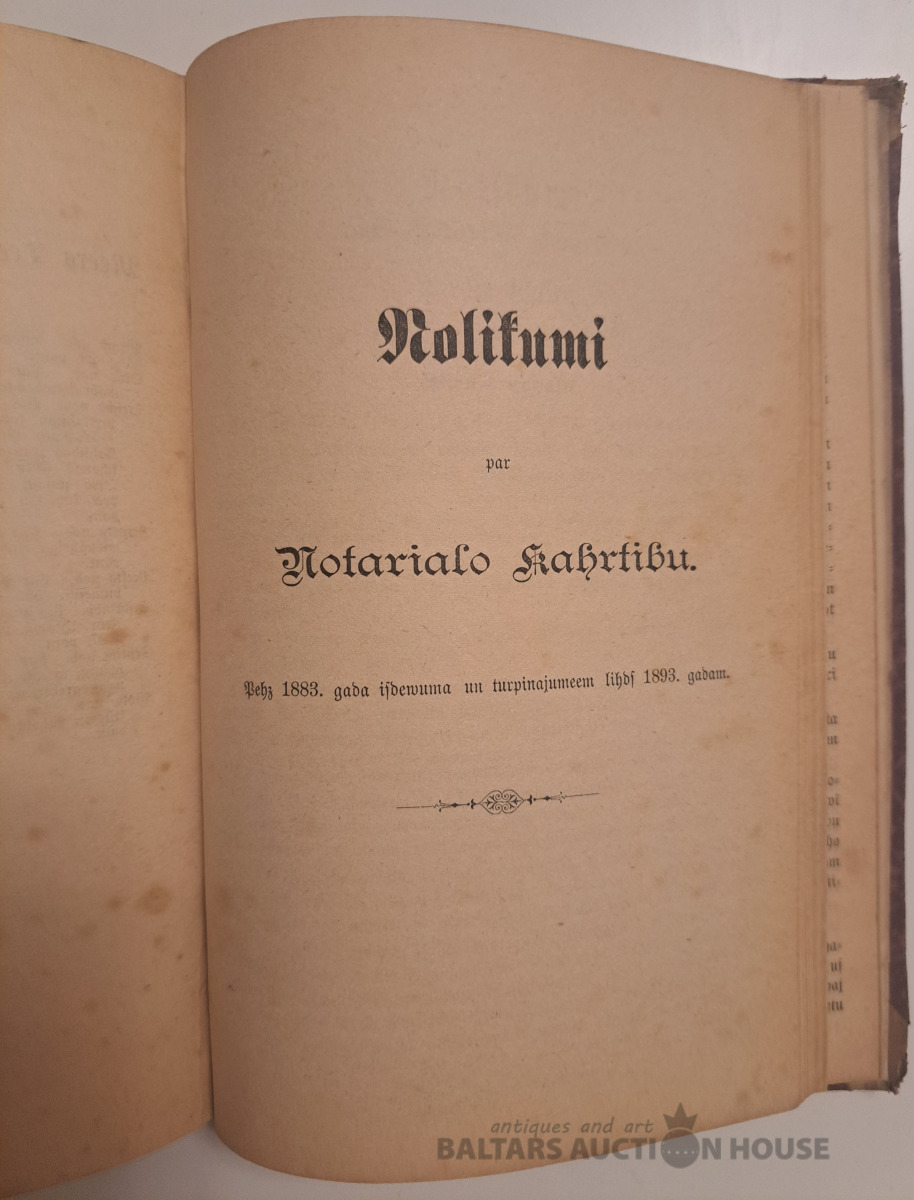 Nolikumi
par
Notarialo Kahrtibu.
Pehz 1883. gada iſdewuma un turpinajumeem lihdſ 1893. gadam.
antiques and art
BALTARS AUCTION HOUSE